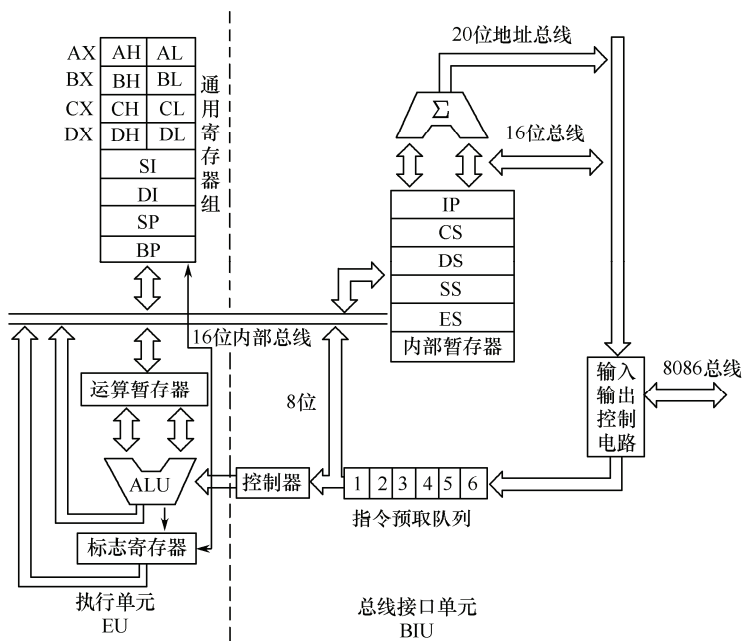 20位地址总线
AX AH AL
BX BH BL
CX CH CL
DX DH DL
通用寄存器组
SI
DI
SP
BP
Σ
16位总线
IP
CS
DS
SS
ES
内部暂存器
16位内部总线
运算暂存器
8位
输入
输出
控制
电路
8086总线
ALU
控制器
1 2 3 4 5 6
指令预取队列
标志寄存器
执行单元
EU
总线接口单元
BIU